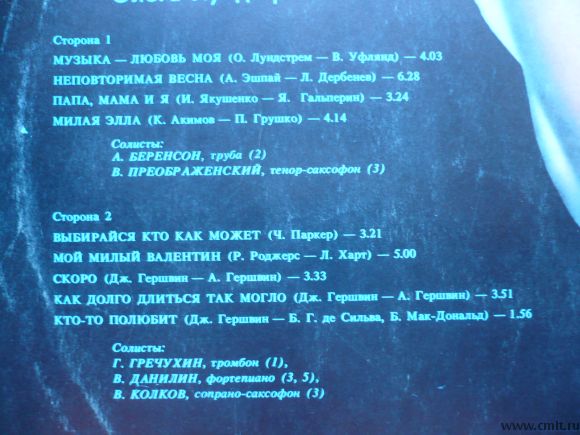 Сторона 1
МУЗЫКА — ЛЮБОВЬ МОЯ (О. Лундстрем — В. Уфлянд) — 4.03
НЕПОВТОРИМАЯ ВЕСНА (А. Эшпай — Л. Дербенев) — 6.28
ПАПА, МАМА И Я (И. Якушенко — Я. Гальперин) — 3.24
МИЛАЯ ЭЛЛА (К. Акимов — П. Грушко) — 4.14
Солисты:
А. БЕРЕНСОН, труба (2)
В. ПРЕОБРАЖЕНСКИЙ, тенор-саксофон (3)
Сторона 2
ВЫБИРАЙСЯ КТО КАК МОЖЕТ (Ч. Паркер) — 3.21
МОЙ МИЛЫЙ ВАЛЕНТИН (Р. Роджерс — Л. Харт) — 5.00
СКОРО (Дж. Гершвин — А. Гершвин) — 3.33
КАК ДОЛГО ДЛИТЬСЯ ТАК МОГЛО (Дж. Гершвин — А. Гершвин) — 3.51
КТО-ТО ПОЛЮБИТ (Дж. Гершвин — Б. Г. де Сильва, Б. Мак-Дональд) — 1.56
Солисты:
Г. ГРЕЧУХИН, тромбон (1),
В. ДАНИЛИН, фортепиано (3, 5),
В. КОЛКОВ, сопрано-саксофон (3)
www.cmlt.ru